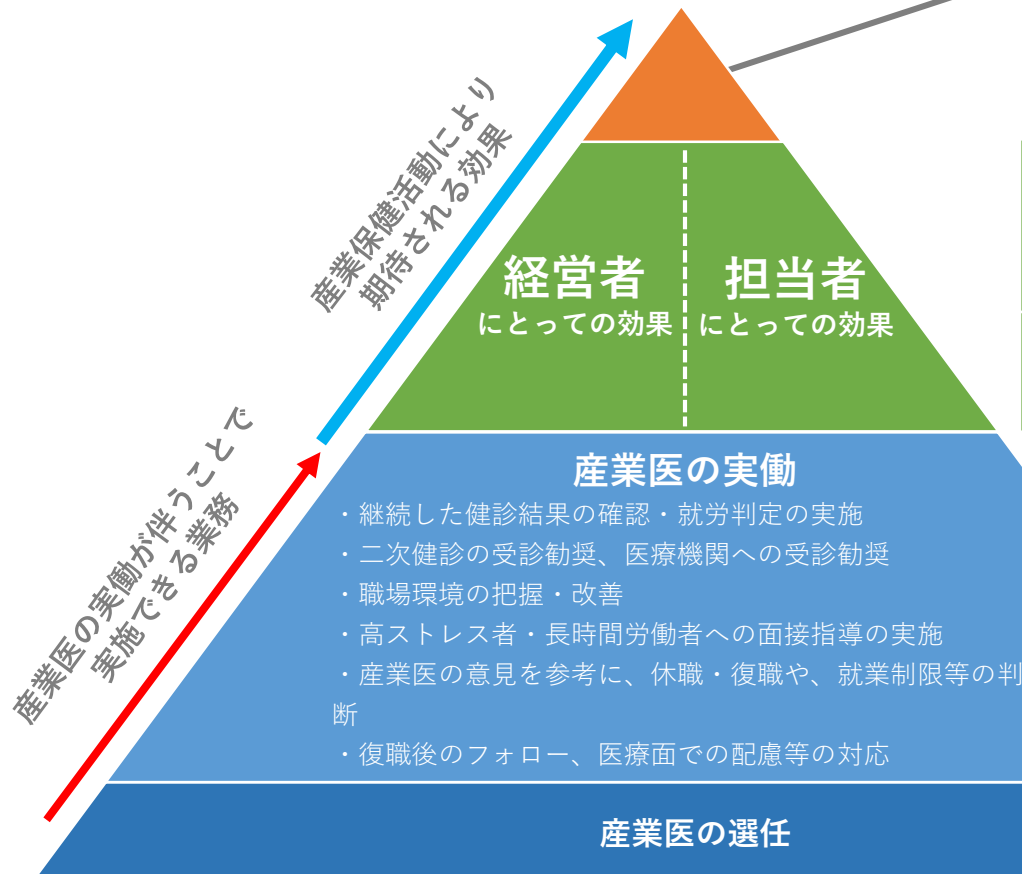 産業保健活動により
期待される効果
経営者
にとっての効果
担当者
にとっての効果
産業医の実働が伴うことで
実施できる業務
産業医の実働
・継続した健診結果の確認・就労判定の実施
・二次健診の受診勧奨、医療機関への受診勧奨
・職場環境の把握・改善
・高ストレス者・長時間労働者への面接指導の実施
・産業医の意見を参考に、休職・復職や、就業制限等の判
断
・復職後のフォロー、医療面での配慮等の対応
産業医の選任